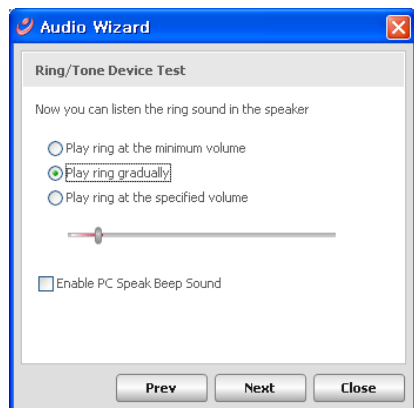 Audio Wizard
Ring/Tone Device Test
Now you can listen the ring sound in the speaker
Play ring at the minimum volume
Play ring gradually
Play ring at the specified volume
Enable PC Speak Beep Sound
Prev Next Close